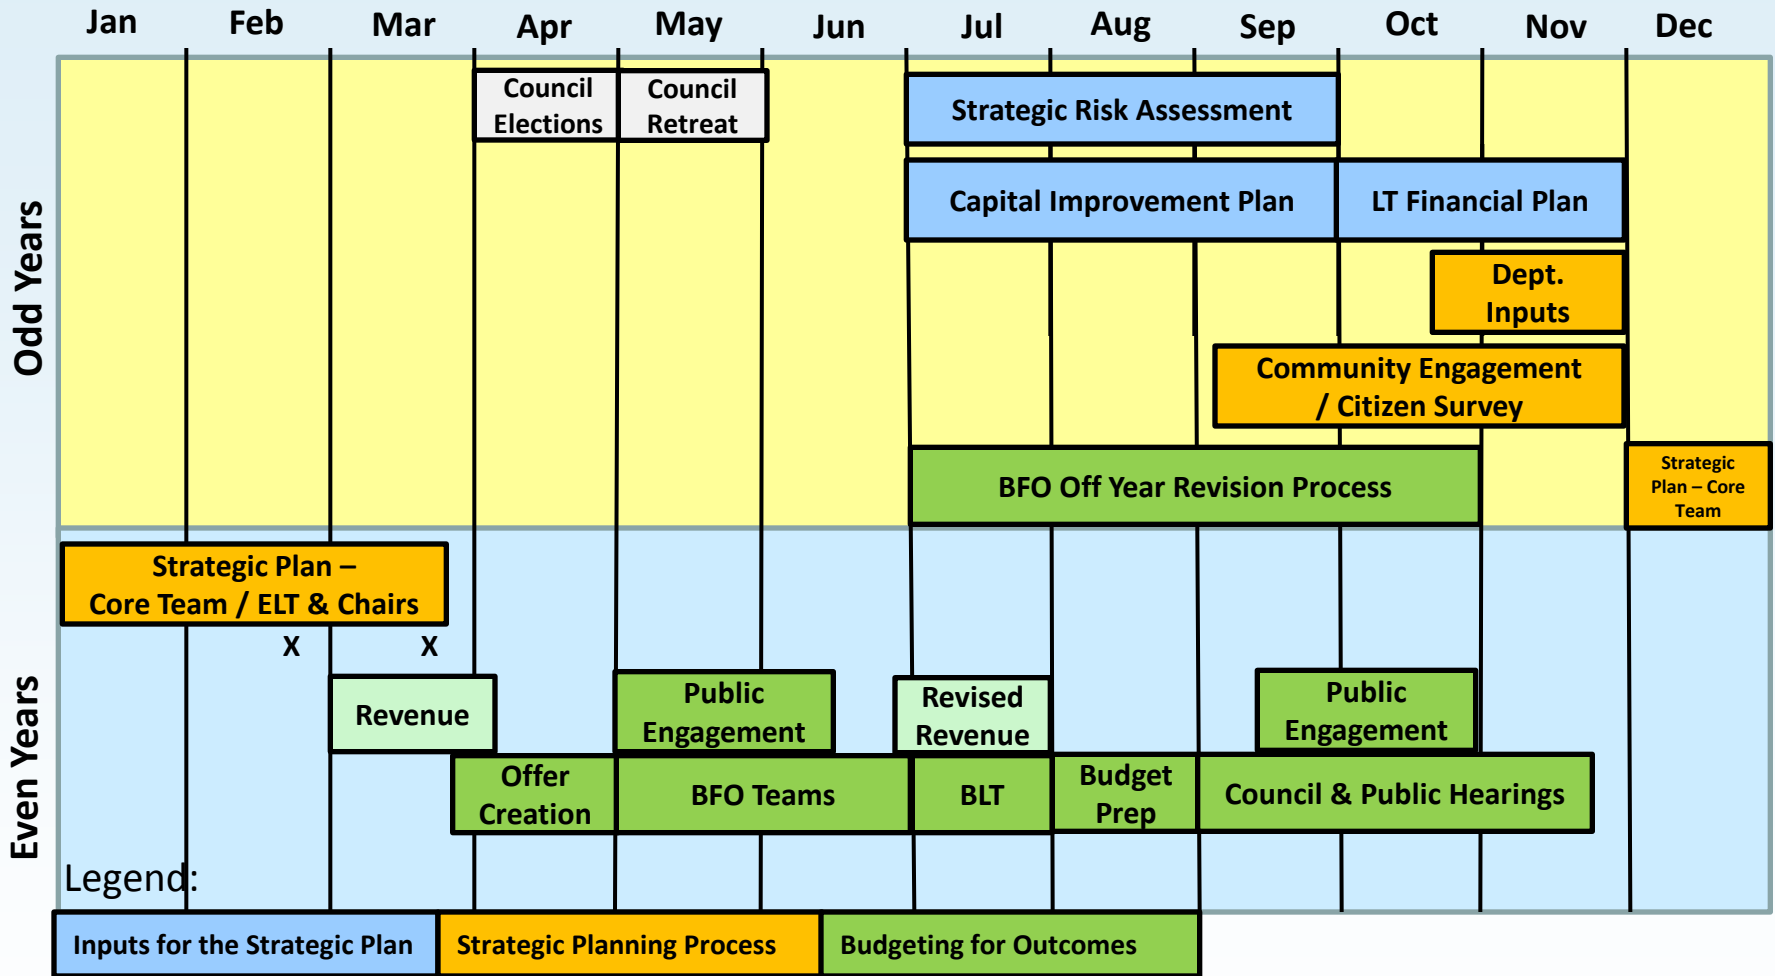 Jan Feb Mar Apr May Jun Jul Aug Sep Oct Nov Dec
Odd Years
Council
Elections
Council
Retreat
Strategic Risk Assessment
Capital Improvement Plan
LT Financial Plan
Dept.
Inputs
Community Engagement
/ Citizen Survey
BFO Off Year Revision Process
Strategic
Plan – Core
Team
Even Years
Strategic Plan –
Core Team / ELT & Chairs
X X
Revenue
Public
Engagement
Revised
Revenue
Public
Engagement
Offer
Creation
BFO Teams
BLT
Budget
Prep
Council & Public Hearings
Legend:
Inputs for the Strategic Plan
Strategic Planning Process
Budgeting for Outcomes